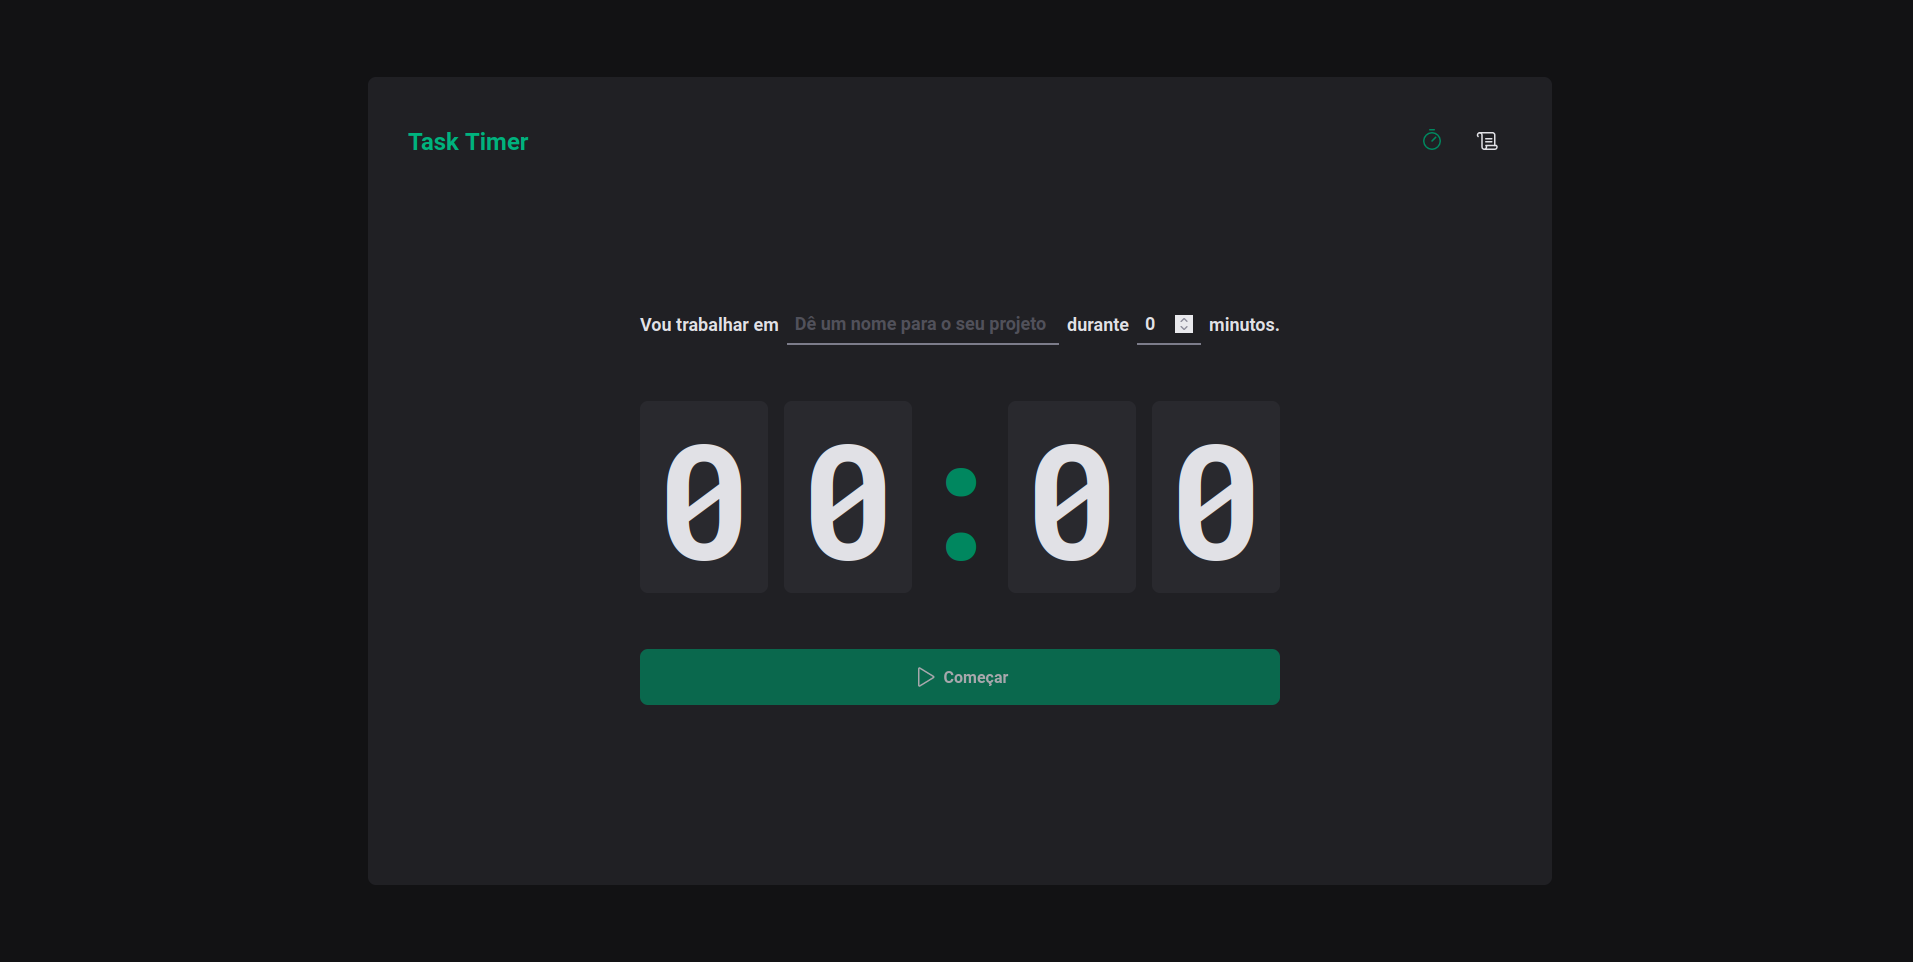 Task Timer
Vou trabalhar em Dê um nome para o seu projeto durante 0 minutos.
00:00
Começar